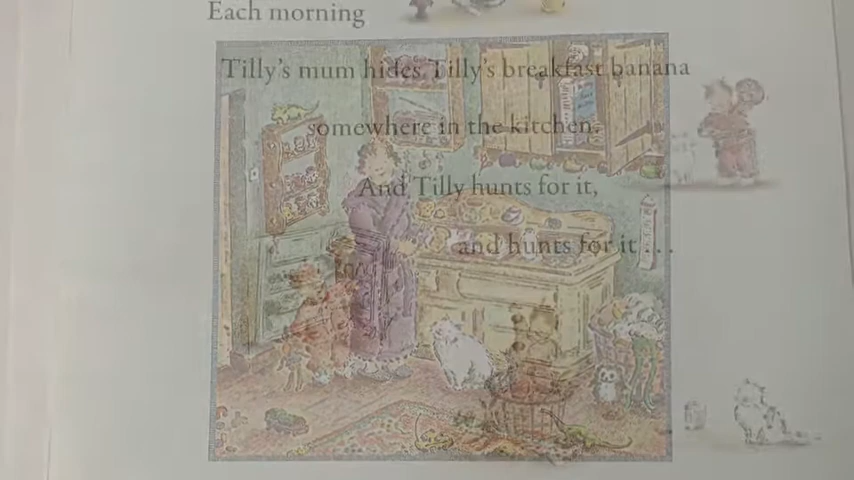 Each morning
Tilly's mum hides Tilly's breakfast banana
somewhere in the kitchen.
And Tilly hunts for it,
and hunts for it . . .